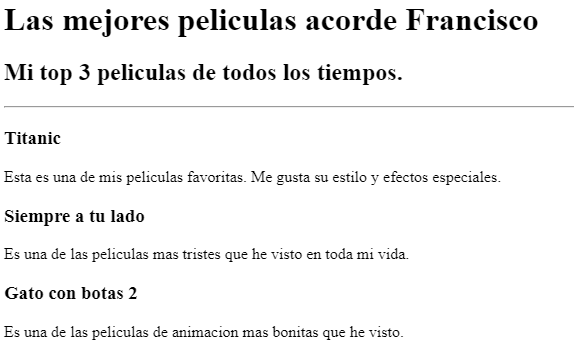 Las mejores peliculas acorde Francisco
Mi top 3 peliculas de todos los tiempos.
Titanic
Esta es una de mis peliculas favoritas. Me gusta su estilo y efectos especiales.
Siempre a tu lado
Es una de las peliculas mas tristes que he visto en toda mi vida.
Gato con botas 2
Es una de las peliculas de animacion mas bonitas que he visto.